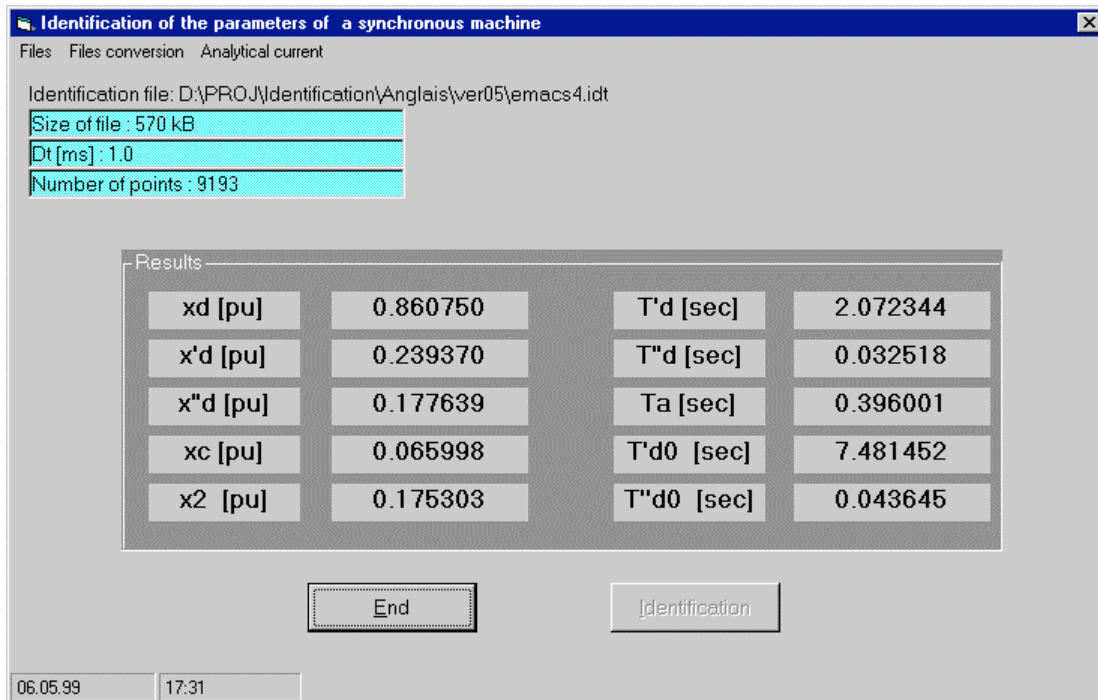 Identification of the parameters of  a synchronous machine
Files Files conversion Analytical current
Identification file: D:\PROJ\Identification\Anglais\ver05\emacs4.idt
Size of file : 570 kB
Dt [ms] : 1.0
Number of points : 9193
Results
xd [pu] 0.860750 T'd [sec] 2.072344
x'd [pu] 0.239370 T"d [sec] 0.032518
x"d [pu] 0.177639 Ta [sec] 0.396001
xc [pu] 0.065998 T'd0 [sec] 7.481452
x2 [pu] 0.175303 T"d0 [sec] 0.043645
End Identification
06.05.99 17:31